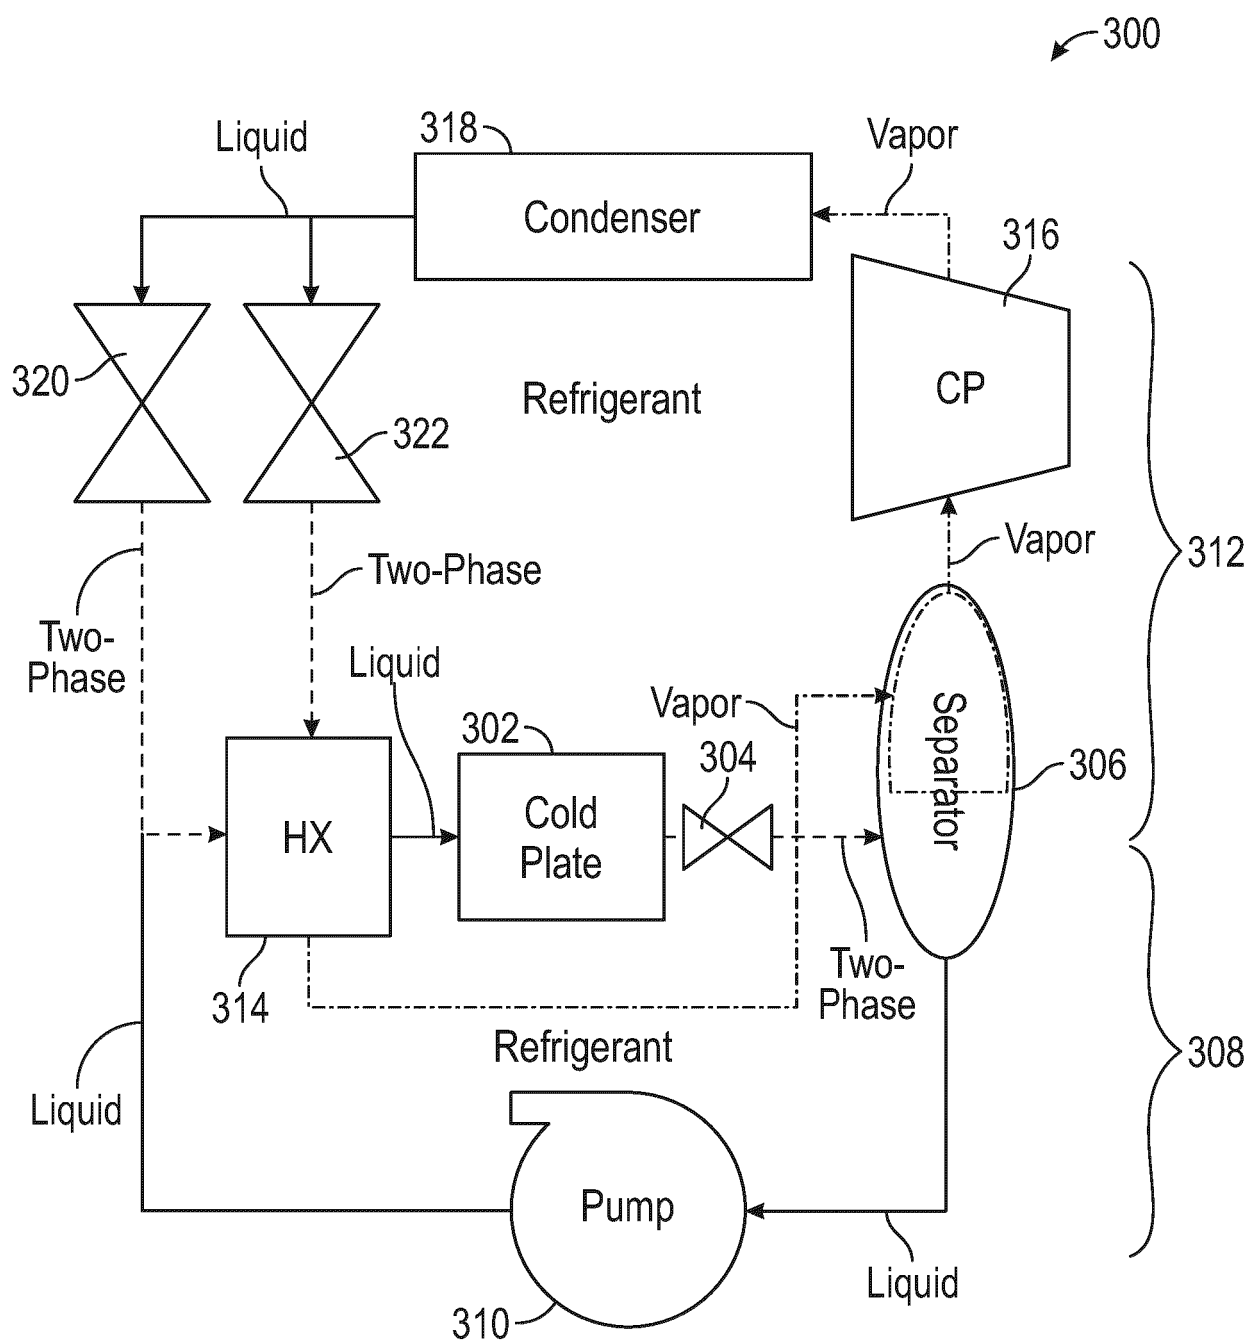 300
Liquid
318
Vapor
Condenser
316
320
322
Refrigerant
CP
312
Two-Phase
Vapor
Two-
Phase
Liquid
302
Vapor
304
Separator
306
HX
Cold
Plate
314
Two-
Phase
Refrigerant
308
Liquid
Pump
Liquid
310